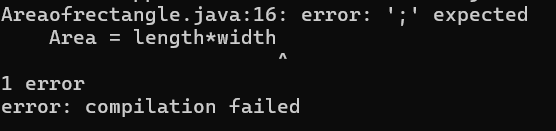 Areaofrectangle.java:16: error: ';' expected
    Area = length*width
                       ^
1 error
error: compilation failed